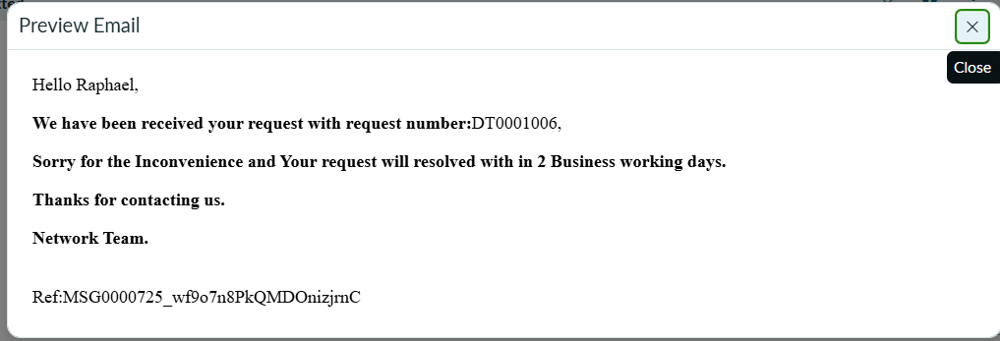 Preview Email
Close
Hello Raphael,
We have been received your request with request number:DT0001006,
Sorry for the Inconvenience and Your request will resolved with in 2 Business working days.
Thanks for contacting us.
Network Team.
Ref:MSG0000725_wf9o7n8PkQMDOnizjrnC